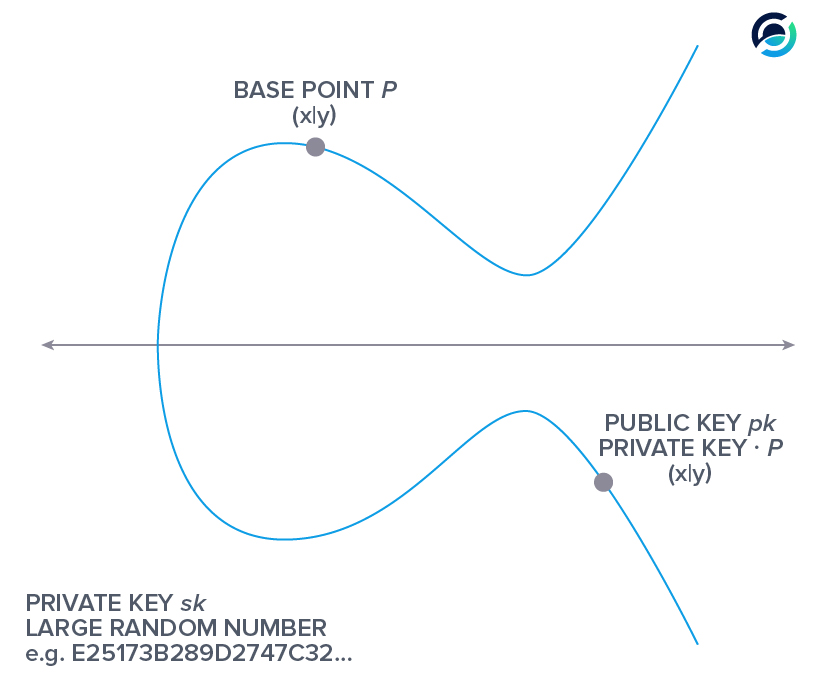 BASE POINT P
(x|y)
PUBLIC KEY pk
PRIVATE KEY · P
(x|y)
PRIVATE KEY sk
LARGE RANDOM NUMBER
e.g. E25173B289D2747C32...